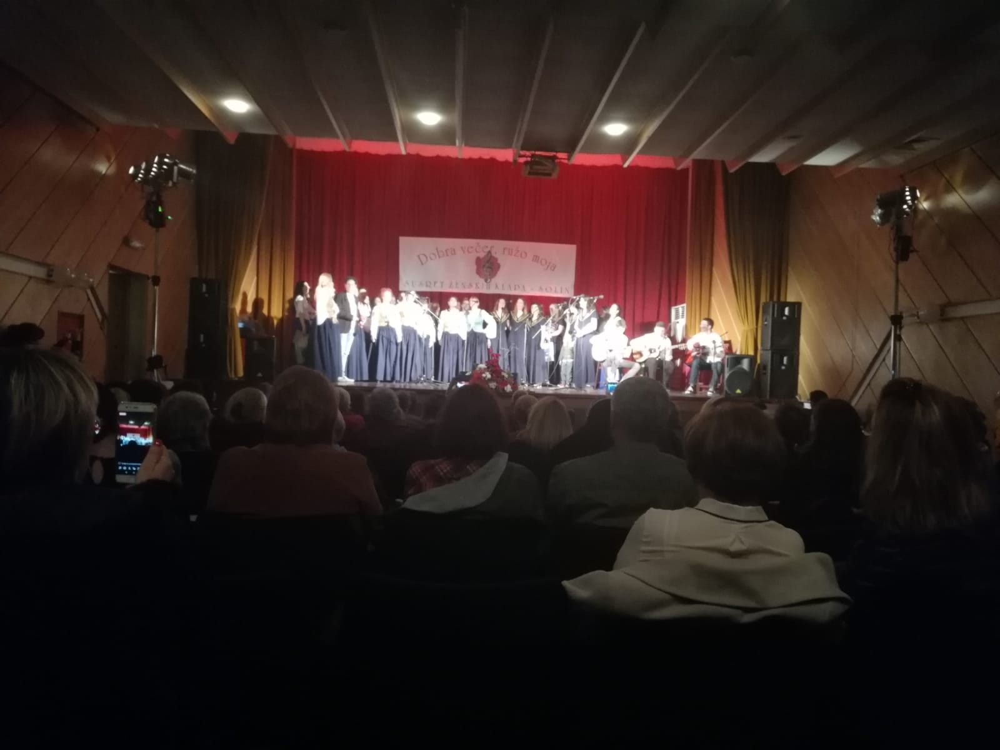 Dobra večer, ružo moja
SUSRET ŽENSKIH KLAPA - SOLIN